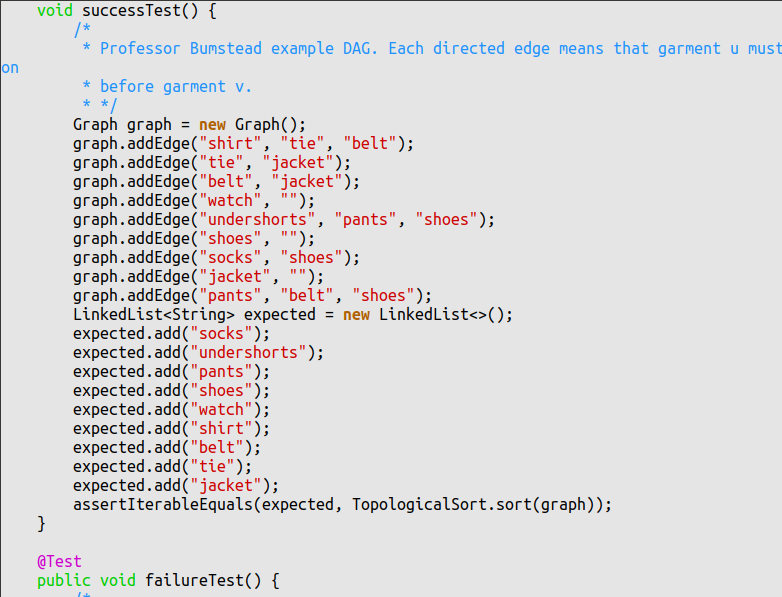 void successTest() {
/*
* Professor Bumstead example DAG. Each directed edge means that garment u must
on
* before garment v.
* */
Graph graph = new Graph();
graph.addEdge("shirt", "tie", "belt");
graph.addEdge("tie", "jacket");
graph.addEdge("belt", "jacket");
graph.addEdge("watch", "");
graph.addEdge("undershorts", "pants", "shoes");
graph.addEdge("shoes", "");
graph.addEdge("socks", "shoes");
graph.addEdge("jacket", "");
graph.addEdge("pants", "belt", "shoes");
LinkedList<String> expected = new LinkedList<>();
expected.add("socks");
expected.add("undershorts");
expected.add("pants");
expected.add("shoes");
expected.add("watch");
expected.add("shirt");
expected.add("belt");
expected.add("tie");
expected.add("jacket");
assertIterableEquals(expected, TopologicalSort.sort(graph));
}
@Test
public void failureTest() {
/*